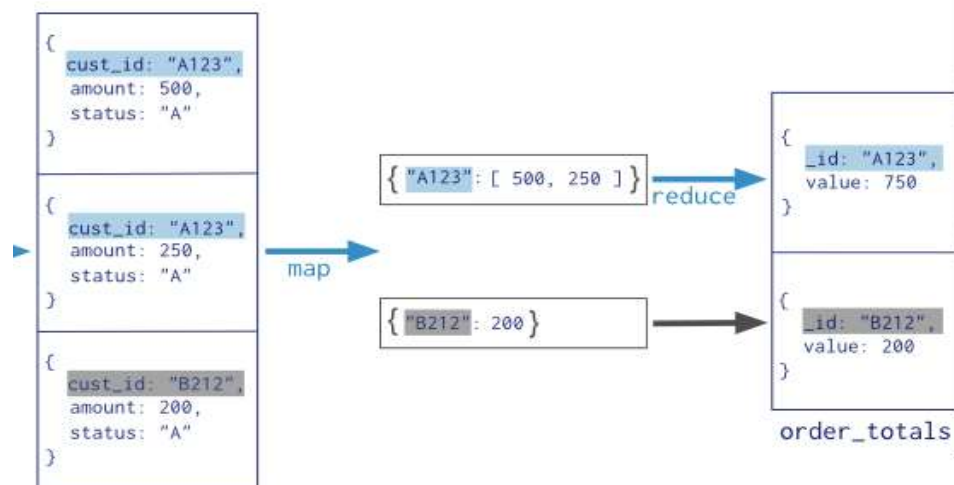 {
cust_id: "A123",
amount: 500,
status: "A"
}
{
cust_id: "A123",
amount: 250,
status: "A"
}
{
cust_id: "B212",
amount: 200,
status: "A"
}
map
{ "A123": [ 500, 250 ] }
{ "B212": 200 }
reduce
{
_id: "A123",
value: 750
}
{
_id: "B212",
value: 200
}
order_totals